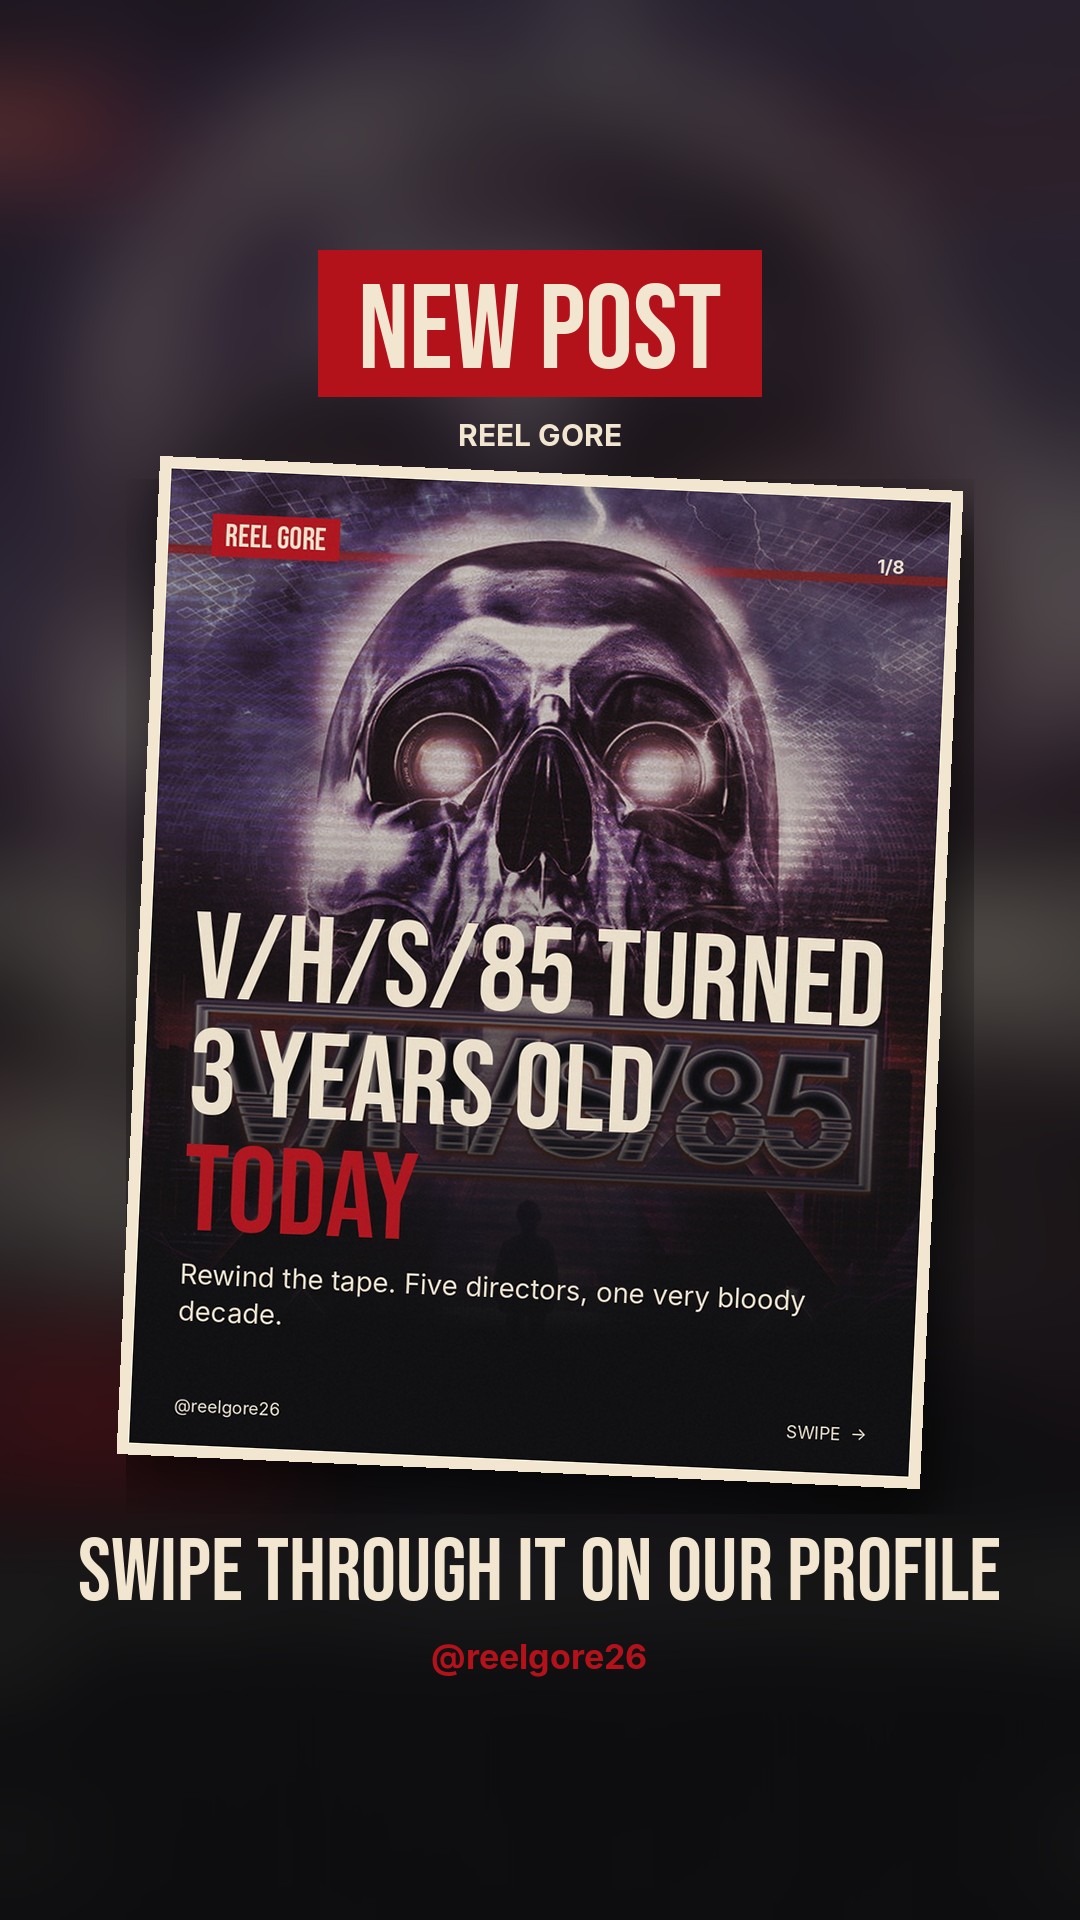 NEW POST
REEL GORE
REEL GORE
1/8
V/H/S/85 TURNED
3 YEARS OLD
V/H/S/85
TODAY
Rewind the tape. Five directors, one very bloody
decade.
@reelgore26
SWIPE →
SWIPE THROUGH IT ON OUR PROFILE
@reelgore26